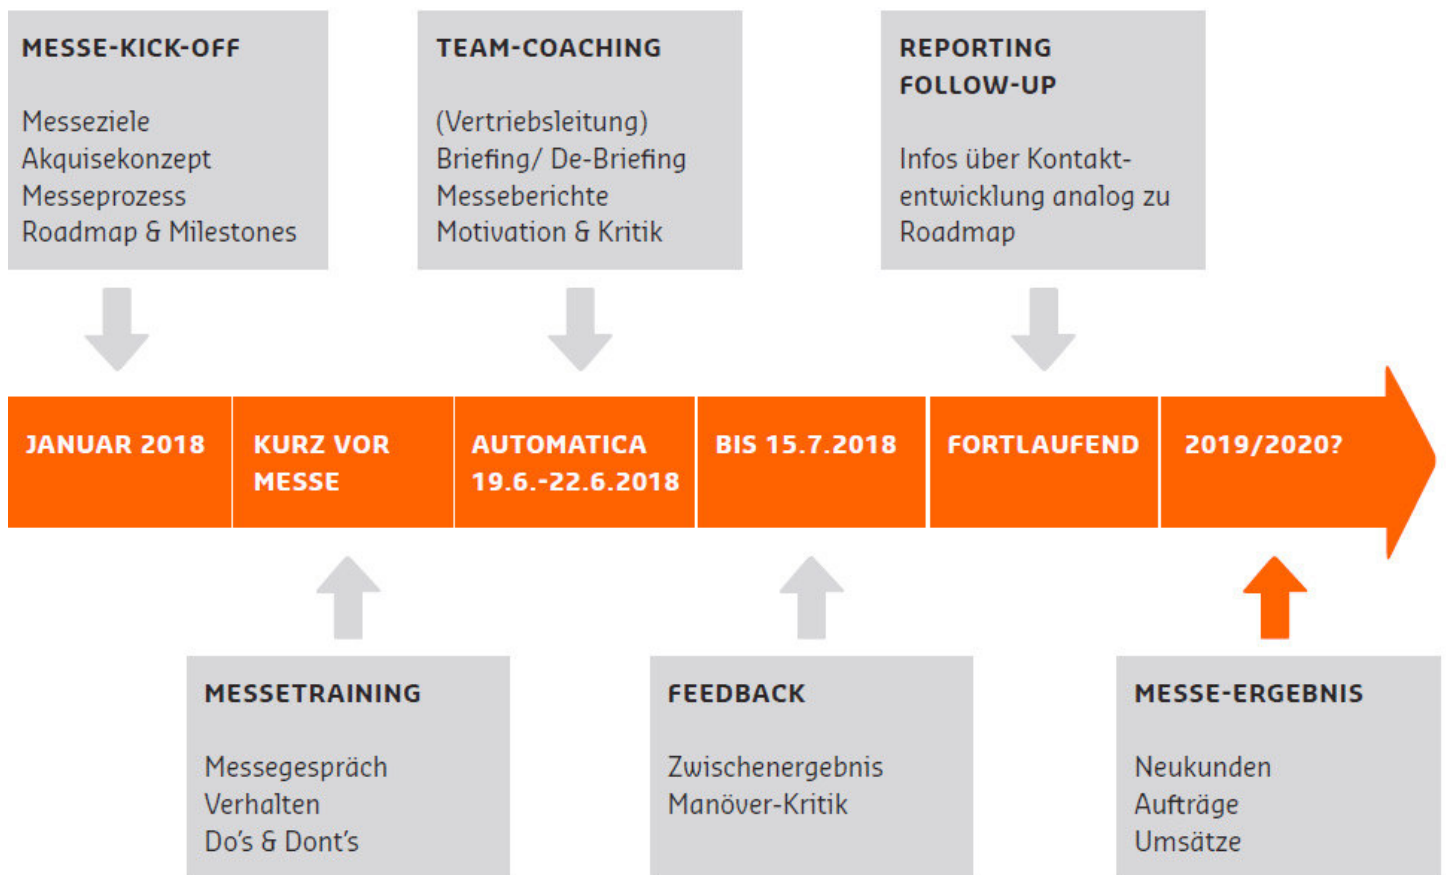 MESSE-KICK-OFF
Messeziele
Akquisekonzept
Messeprozess
Roadmap & Milestones
TEAM-COACHING
(Vertriebsleitung)
Briefing/ De-Briefing
Messeberichte
Motivation & Kritik
REPORTING
FOLLOW-UP
Infos über Kontakt-
entwicklung analog zu
Roadmap
JANUAR 2018
KURZ VOR
MESSE
AUTOMATICA
19.6.-22.6.2018
BIS 15.7.2018
FORTLAUFEND
2019/2020?
MESSETRAINING
Messegespräch
Verhalten
Do's & Dont's
FEEDBACK
Zwischenergebnis
Manöver-Kritik
MESSE-ERGEBNIS
Neukunden
Aufträge
Umsätze